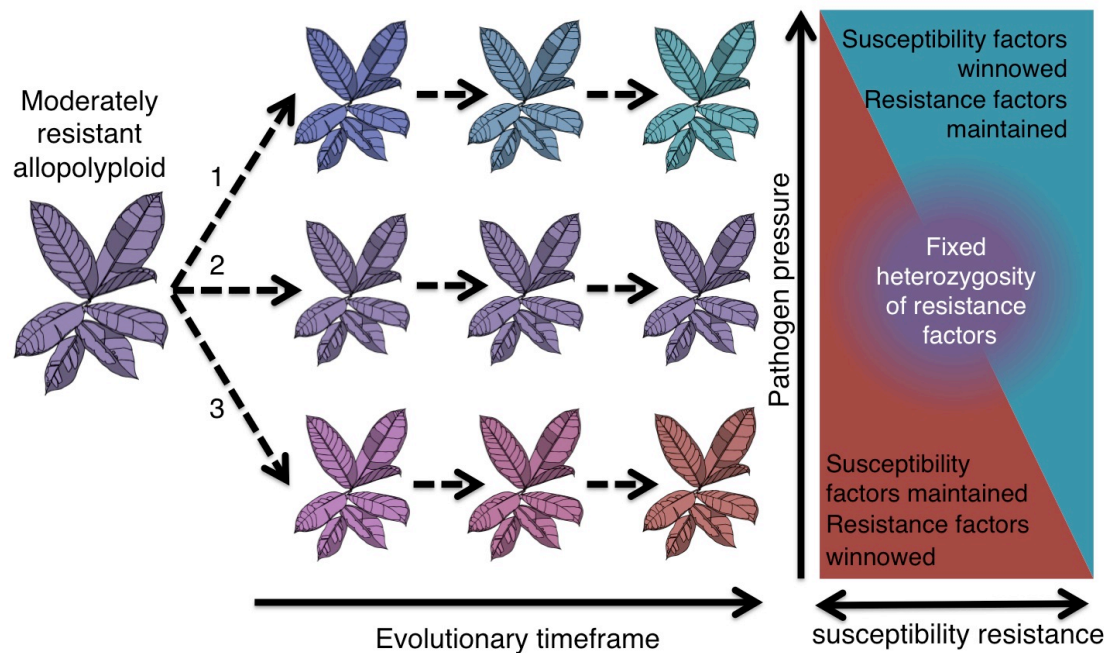 Moderately
resistant
allopolyploid
1
2
3
Evolutionary timeframe
Pathogen pressure
Susceptibility factors
winnowed
Resistance factors
maintained
Fixed
heterozygosity
of resistance
factors
Susceptibility
factors maintained
Resistance factors
winnowed
susceptibility resistance